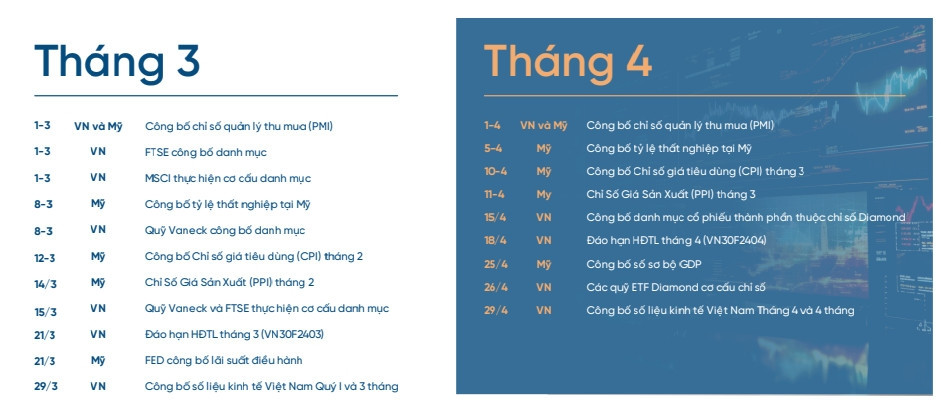 Tháng 3
1-3 VN và Mỹ Công bố chỉ số quản lý thu mua (PMI)
1-3 VN FTSE công bố danh mục
1-3 VN MSCI thực hiện cơ cấu danh mục
8-3 Mỹ Công bố tỷ lệ thất nghiệp tại Mỹ
8-3 VN Quỹ Vaneck công bố danh mục
12-3 Mỹ Công bố Chỉ số giá tiêu dùng (CPI) tháng 2
14/3 Mỹ Chỉ Số Giá Sản Xuất (PPI) tháng 2
15/3 VN Quỹ Vaneck và FTSE thực hiện cơ cấu danh mục
21/3 VN Đáo hạn HĐTL tháng 3 (VN30F2403)
21/3 Mỹ FED công bố lãi suất điều hành
29/3 VN Công bố số liệu kinh tế Việt Nam Quý I và 3 tháng
Tháng 4
1-4 VN và Mỹ Công bố chỉ số quản lý thu mua (PMI)
5-4 Mỹ Công bố tỷ lệ thất nghiệp tại Mỹ
10-4 Mỹ Công bố Chỉ số giá tiêu dùng (CPI) tháng 3
11-4 My Chỉ Số Giá Sản Xuất (PPI) tháng 3
15/4 VN Công bố danh mục cổ phiếu thành phần thuộc chỉ số Diamond
18/4 VN Đáo hạn HĐTL tháng 4 (VN30F2404)
25/4 Mỹ Công bố số sơ bộ GDP
26/4 VN Các quỹ ETF Diamond cơ cấu chỉ số
29/4 VN Công bố số liệu kinh tế Việt Nam Tháng 4 và 4 tháng